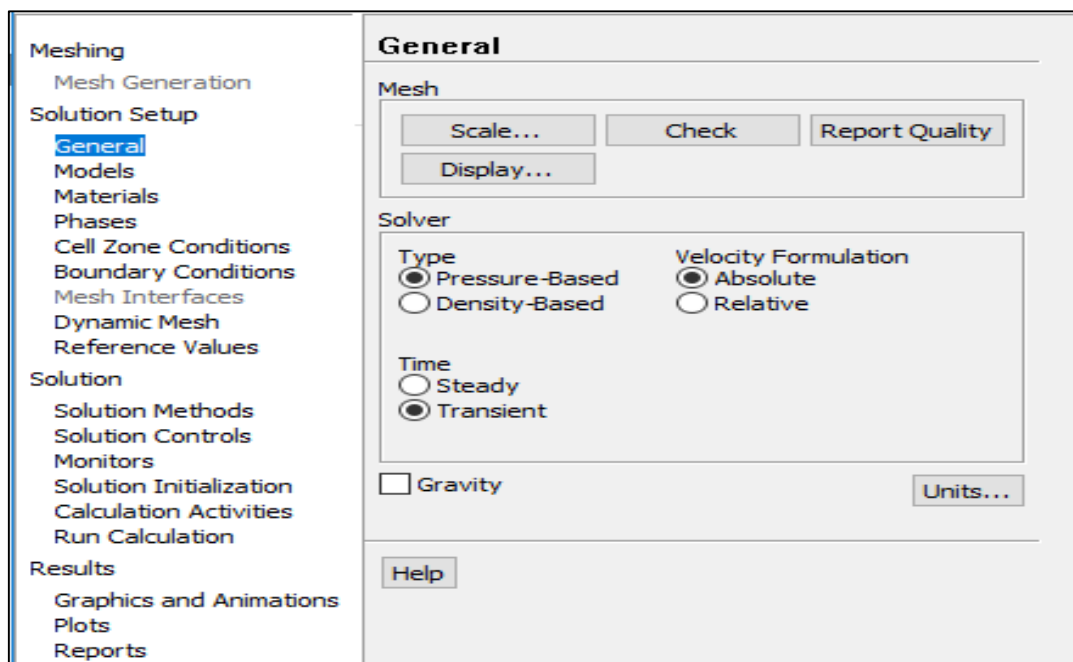 Meshing
Mesh Generation
Solution Setup
General
Models
Materials
Phases
Cell Zone Conditions
Boundary Conditions
Mesh Interfaces
Dynamic Mesh
Reference Values
Solution
Solution Methods
Solution Controls
Monitors
Solution Initialization
Calculation Activities
Run Calculation
Results
Graphics and Animations
Plots
Reports
General
Mesh
Scale... Check Report Quality
Display...
Solver
Type Velocity Formulation
Pressure-Based Absolute
Density-Based Relative
Time
Steady
Transient
Gravity Units...
Help